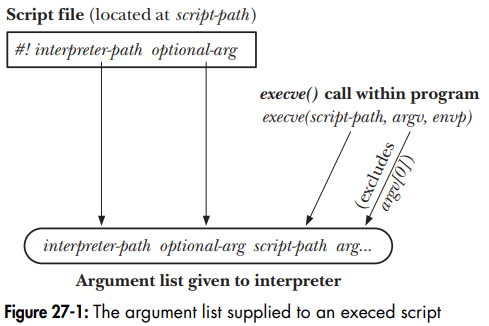 Script file (located at script-path)
#! interpreter-path optional-arg
execve() call within program
execve(script-path, argv, envp)
(excludes
argv[0])
interpreter-path optional-arg script-path arg...
Argument list given to interpreter
Figure 27-1: The argument list supplied to an execed script